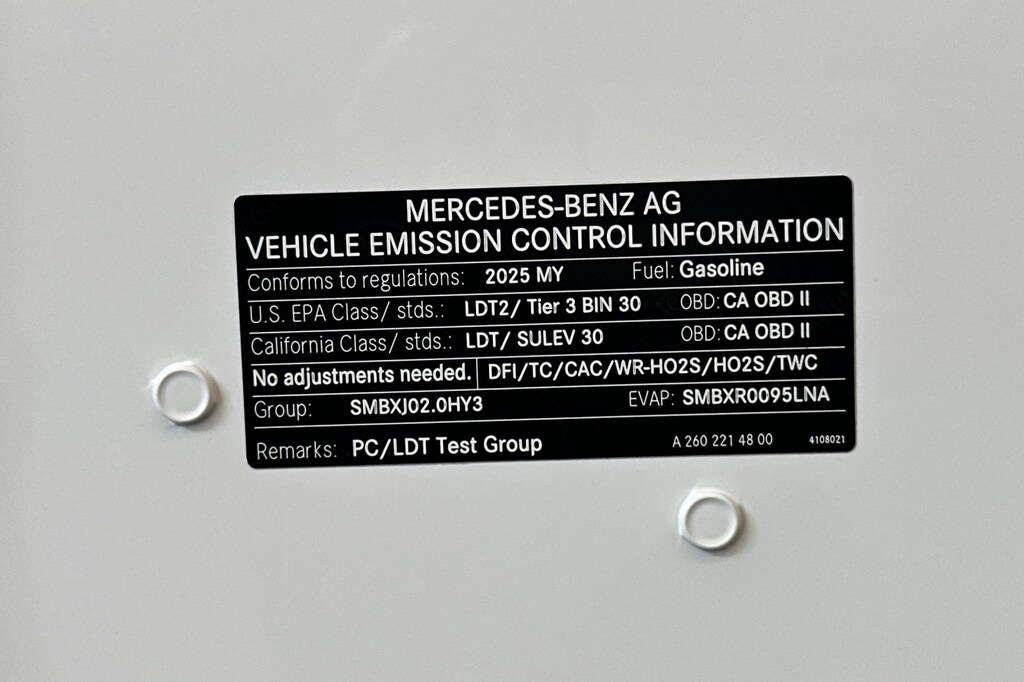 MERCEDES-BENZ AG
VEHICLE EMISSION CONTROL INFORMATION
Conforms to regulations: 2025 MY Fuel: Gasoline
U.S. EPA Class/ stds.: LDT2/ Tier 3 BIN 30 OBD: CA OBD II
California Class/ stds.: LDT/ SULEV 30 OBD: CA OBD II
No adjustments needed. DFI/TC/CAC/WR-HO2S/HO2S/TWC
Group: SMBXJ02.0HY3 EVAP: SMBXR0095LNA
Remarks: PC/LDT Test Group A 260 221 48 00 4108021